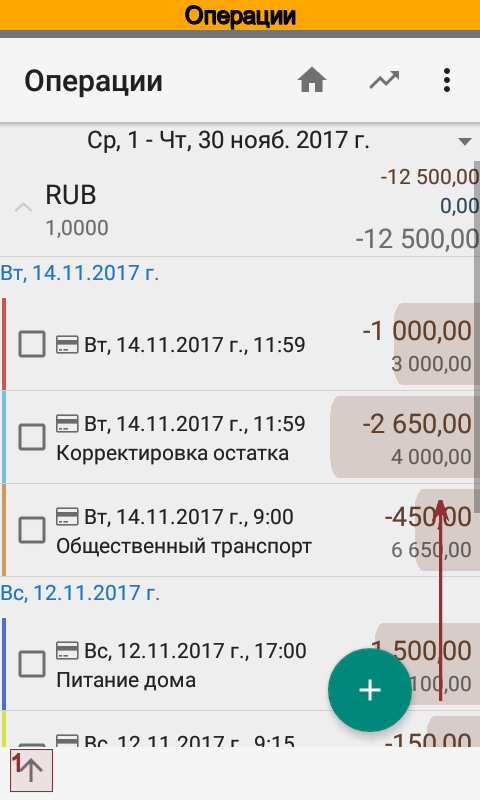 Операции
Операции
Ср, 1 - Чт, 30 нояб. 2017 г.
RUB
-12 500,00
0,00
1,0000
-12 500,00
Вт, 14.11.2017 г.
Вт, 14.11.2017 г., 11:59
-1 000,00
3 000,00
Вт, 14.11.2017 г., 11:59
-2 650,00
Корректировка остатка
4 000,00
Вт, 14.11.2017 г., 9:00
-450,00
Общественный транспорт
6 650,00
Вс, 12.11.2017 г.
Вс, 12.11.2017 г., 17:00
1 500,00
Питание дома
100,00
Вс, 12.11.2017 г., 9:15
-150,00
1